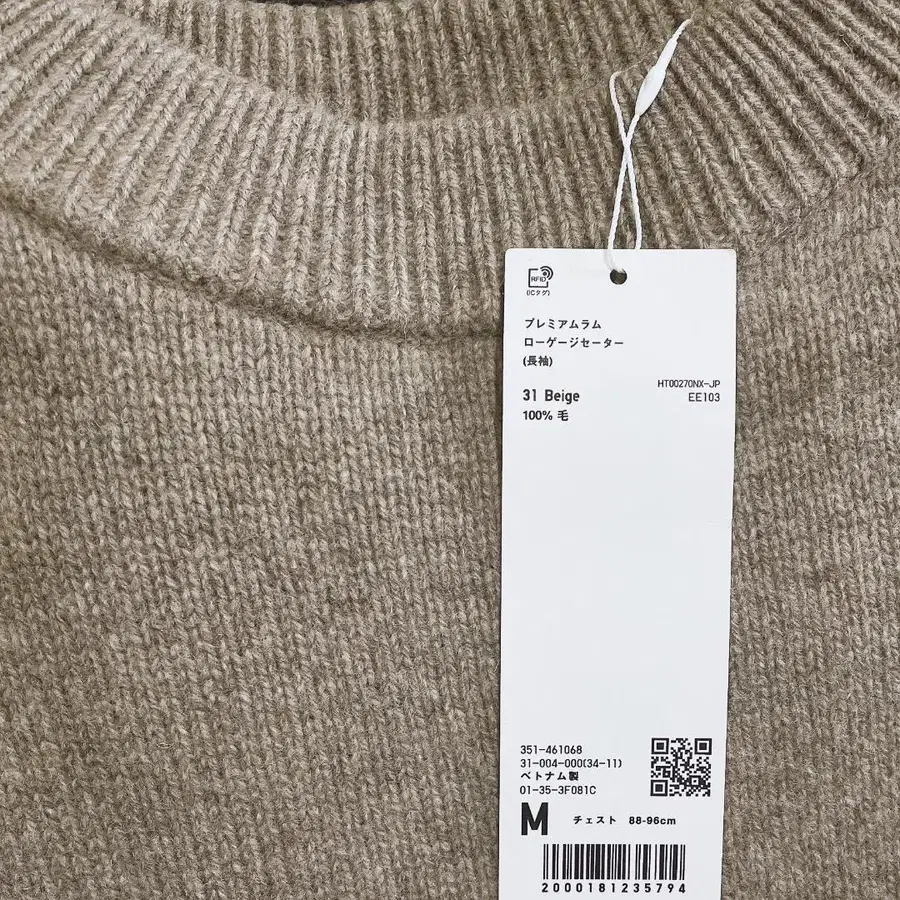 RFID
(ICタグ)
プレミアムラム
ローゲージセーター
(長袖)
HT00270NX-JP
31 Beige EE103
100% 毛
351-461068
31-004-000(34-11)
ベトナム製
01-35-3F081C
M チェスト 88-96cm
2000181235794